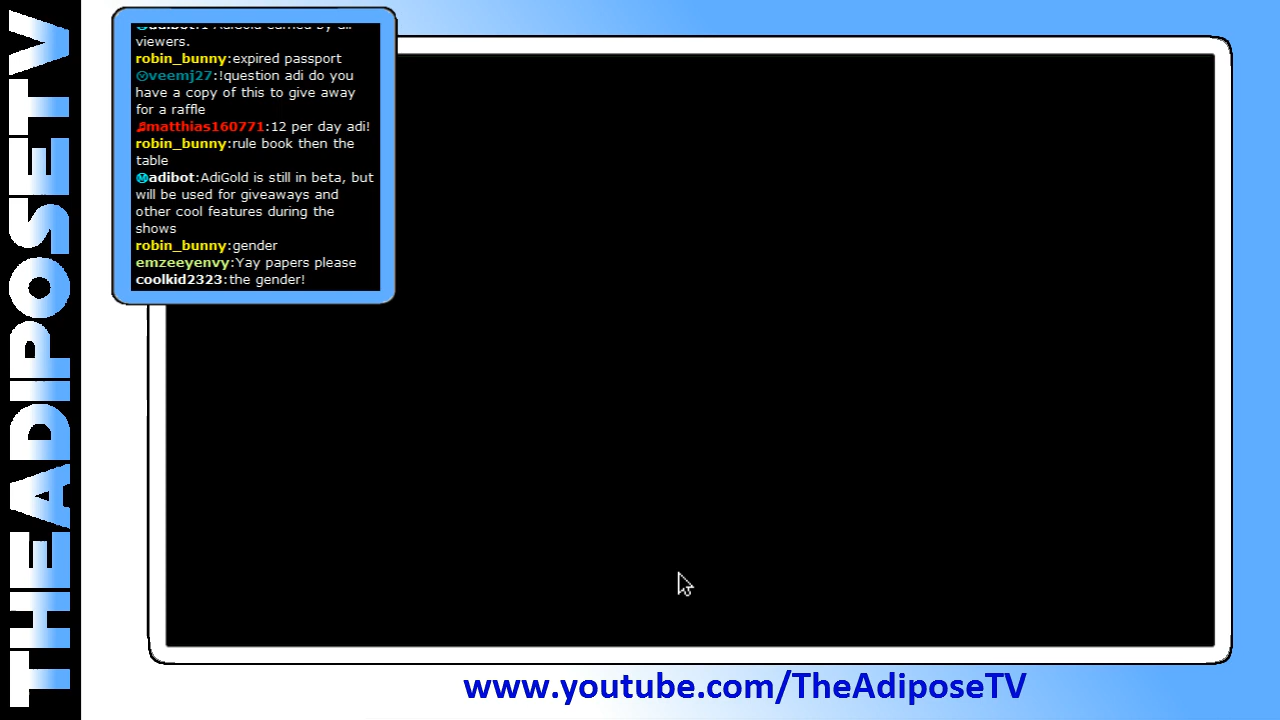 THEADIPOSETV
viewers.
robin_bunny:expired passport
veemj27:!question adi do you
have a copy of this to give away
for a raffle
matthias160771:12 per day adi!
robin_bunny:rule book then the
table
adibot:AdiGold is still in beta, but
will be used for giveaways and
other cool features during the
shows
robin_bunny:gender
emzeeyenvy:Yay papers please
coolkid2323:the gender!
www.youtube.com/TheAdiposeTV